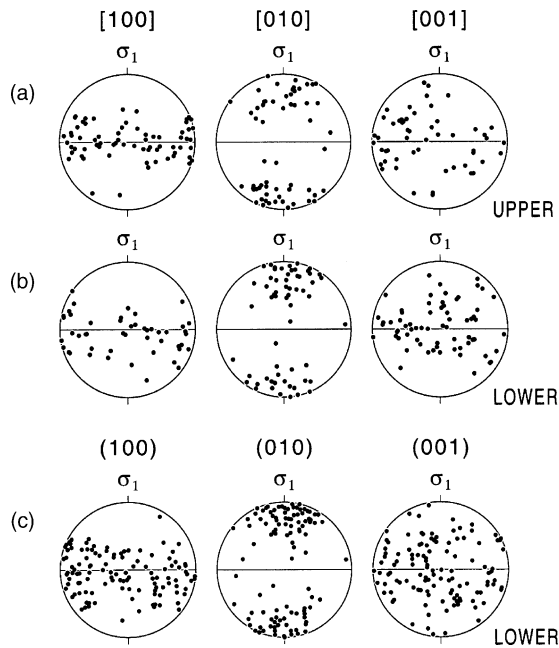 [100] [010] [001]
σ1 σ1 σ1
(a)
UPPER
σ1 σ1 σ1
(b)
LOWER
(100) (010) (001)
σ1 σ1 σ1
(c)
LOWER